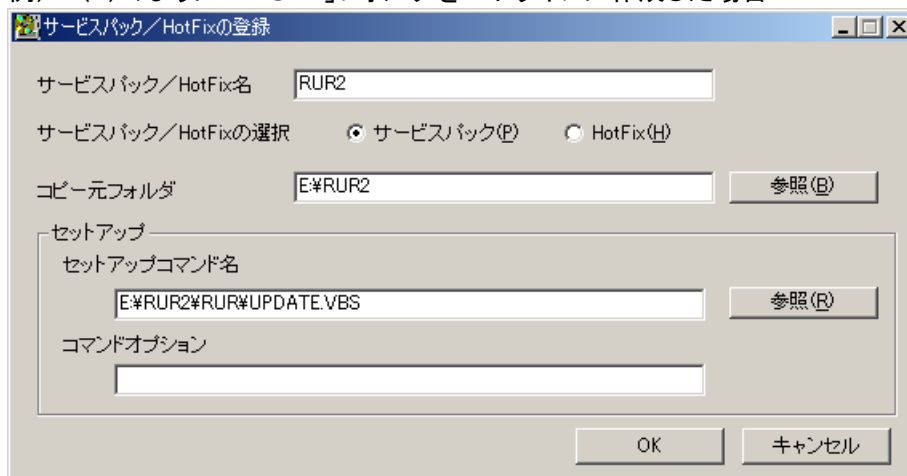 サービスパック／HotFixの登録
サービスパック／HotFix名 RUR2
サービスパック／HotFixの選択 サービスパック(P) HotFix(H)
コピー元フォルダ E:¥RUR2 参照(B)
セットアップ
セットアップコマンド名
E:¥RUR2¥RUR¥UPDATE.VBS 参照(R)
コマンドオプション
OK キャンセル